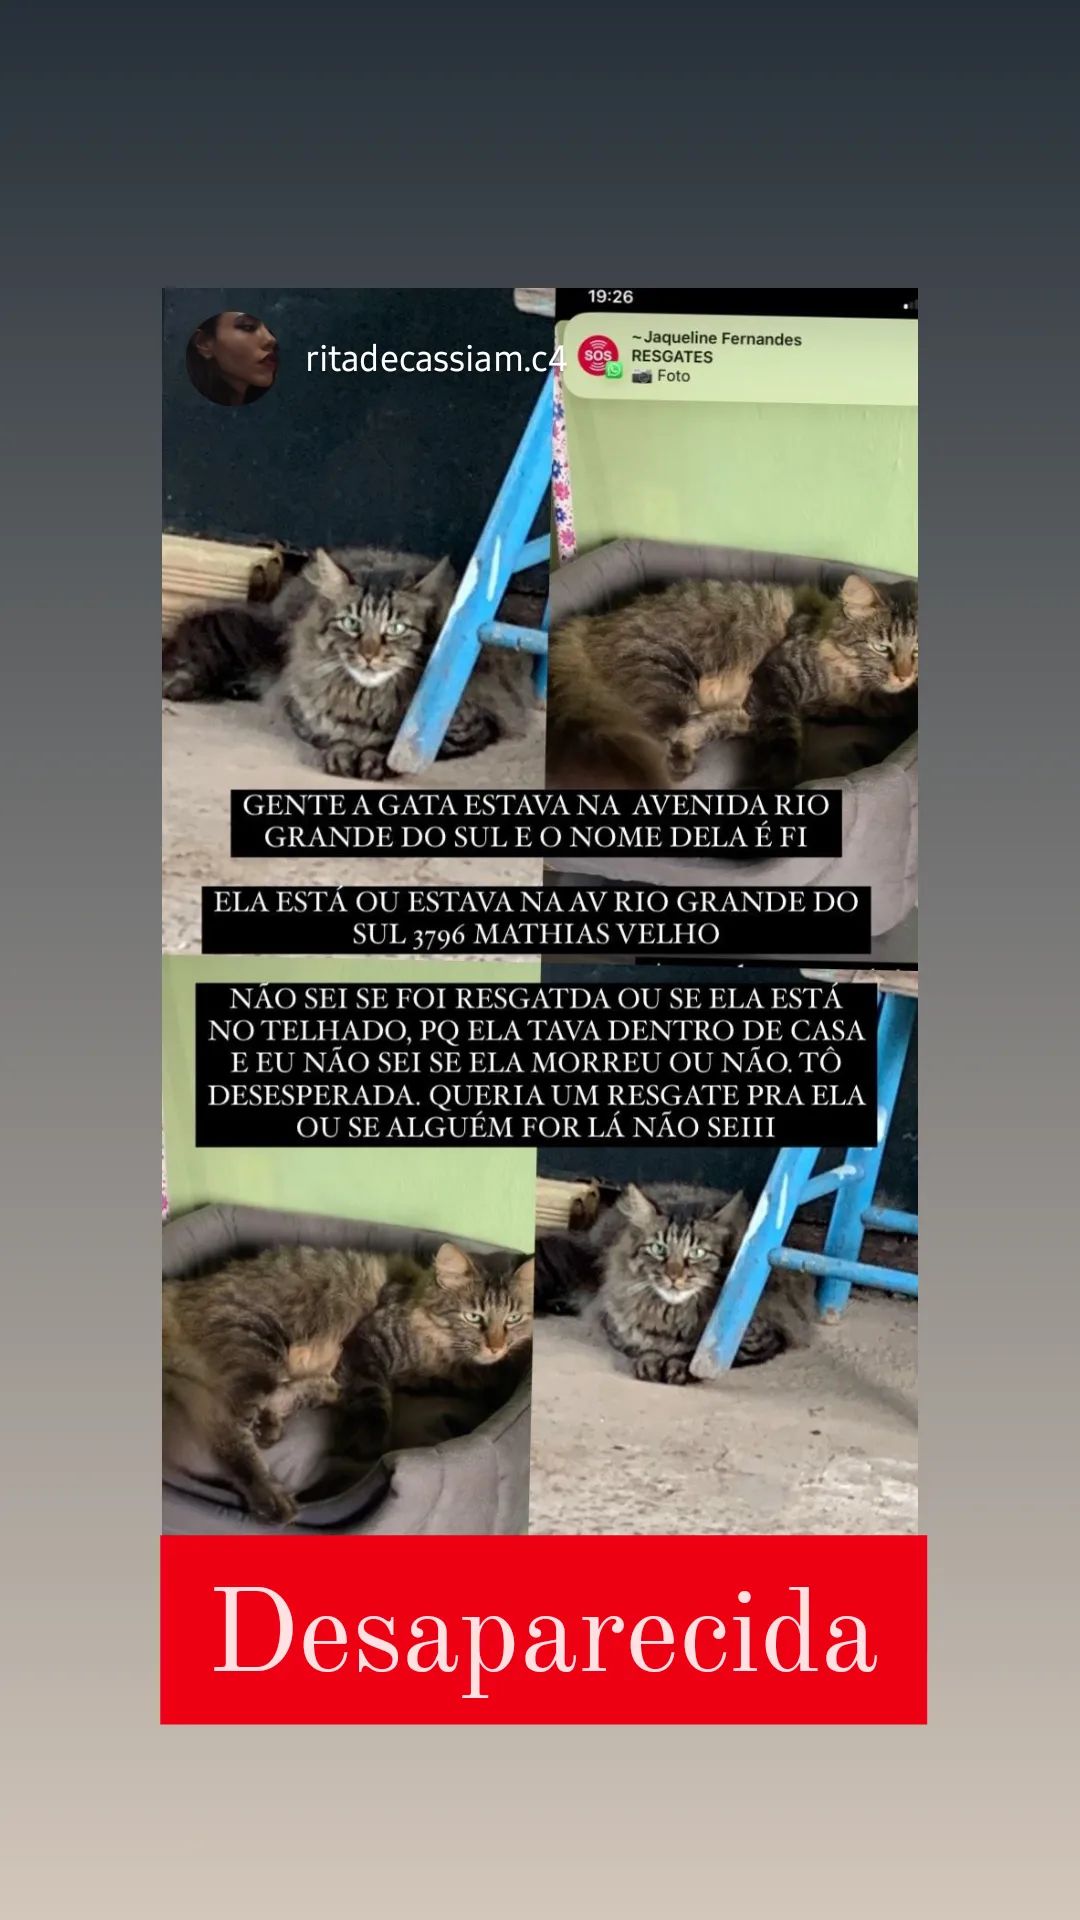 ritadecassiam.c4
19:26
~Jaqueline Fernandes
SOS
RESGATES
Foto
GENTE A GATA ESTAVA NA AVENIDA RIO
GRANDE DO SUL E O NOME DELA É FI
ELA ESTÁ OU ESTAVA NA AV RIO GRANDE DO
SUL 3796 MATHIAS VELHO
NÃO SEI SE FOI RESGATDA OU SE ELA ESTÁ
NO TELHADO, PQ ELA TAVA DENTRO DE CASA
E EU NÃO SEI SE ELA MORREU OU NÃO. TÔ
DESESPERADA. QUERIA UM RESGATE PRA ELA
OU SE ALGUÉM FOR LÁ NÃO SEIII
Desaparecida